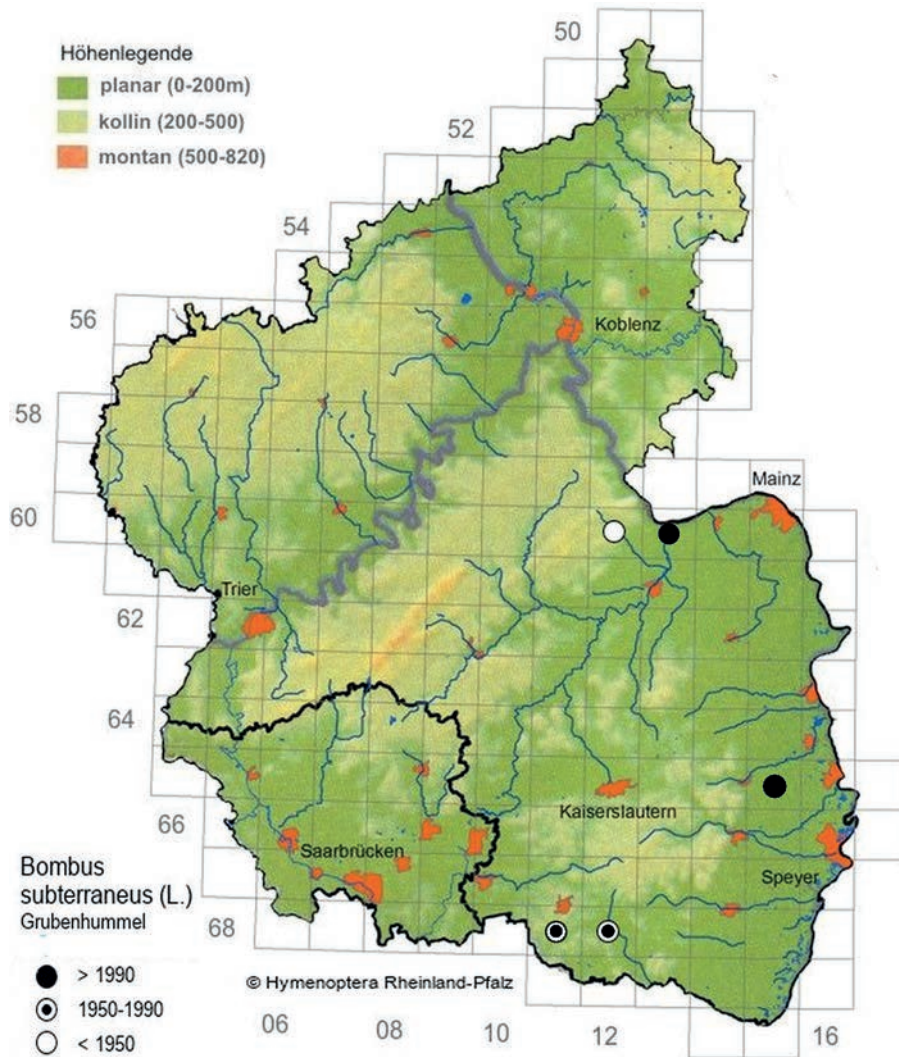 50
Höhenlegende
planar (0-200m)
kollin (200-500)
montan (500-820)
52
54
56
Koblenz
58
Mainz
60
Trier
62
64
Kaiserslautern
66
Saarbrücken
Speyer
Bombus
subterraneus (L.)
Grubenhummel
68
> 1990
© Hymenoptera Rheinland-Pfalz
1950-1990
< 1950
06
08
10
12
16